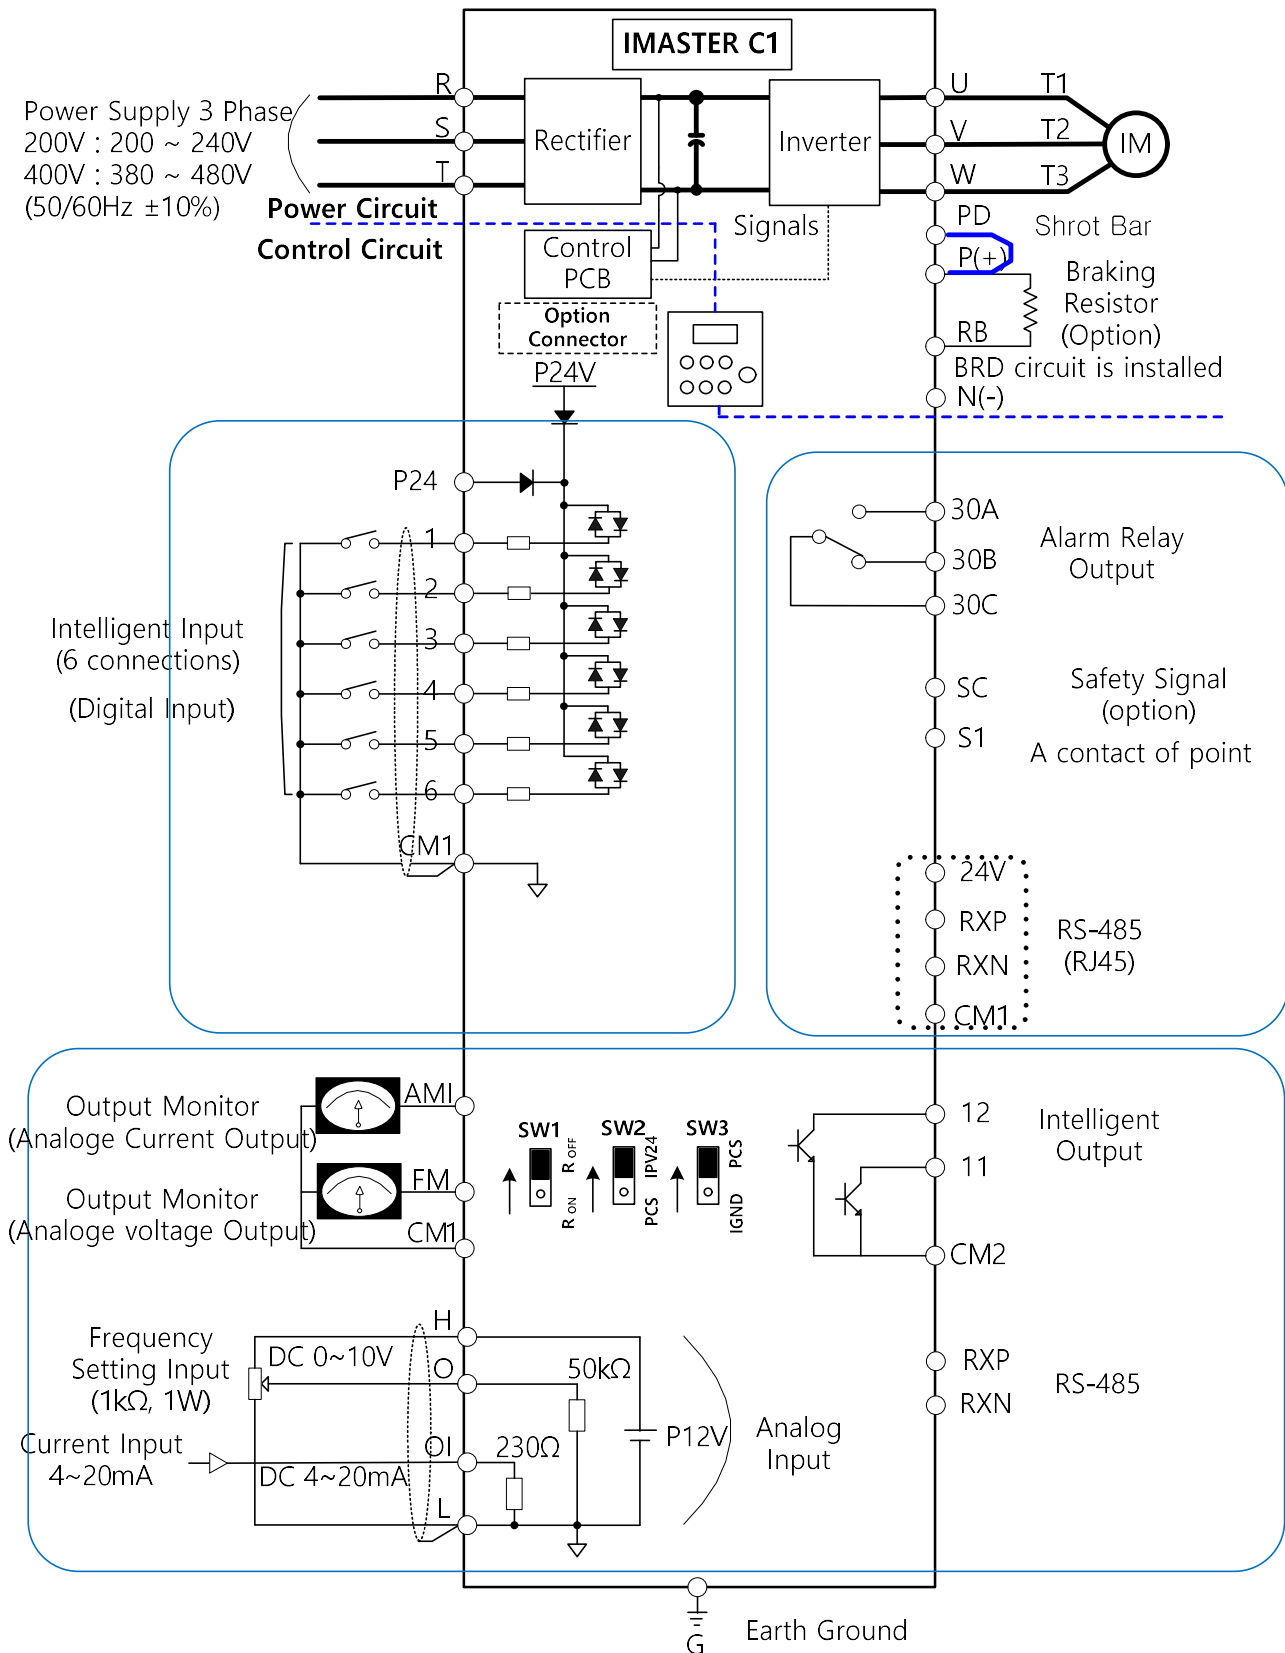 IMASTER C1
Power Supply 3 Phase
200V : 200 ~ 240V
400V : 380 ~ 480V
(50/60Hz ±10%)
R
S
T
Rectifier
Inverter
U
V
W
T1
T2
T3
IM
Power Circuit
Control Circuit
Signals
Control
PCB
Option
Connector
P24V
PD
P(+)
RB
N(-)
Shrot Bar
Braking
Resistor
(Option)
BRD circuit is installed
P24
1
2
3
4
5
6
CM1
Intelligent Input
(6 connections)
(Digital Input)
30A
30B
30C
Alarm Relay
Output
SC
S1
Safety Signal
(option)
A contact of point
24V
RXP
RXN
CM1
RS-485
(RJ45)
Output Monitor
(Analoge Current Output)
AMI
Output Monitor
(Analoge voltage Output)
FM
CM1
SW1
R OFF
R ON
SW2
IPV24
PCS
SW3
PCS
IGND
12
11
CM2
Intelligent
Output
H
O
OI
L
Frequency
Setting Input
(1kΩ, 1W)
DC 0~10V
Current Input
4~20mA
DC 4~20mA
50kΩ
230Ω
P12V
Analog
Input
RXP
RXN
RS-485
G
Earth Ground